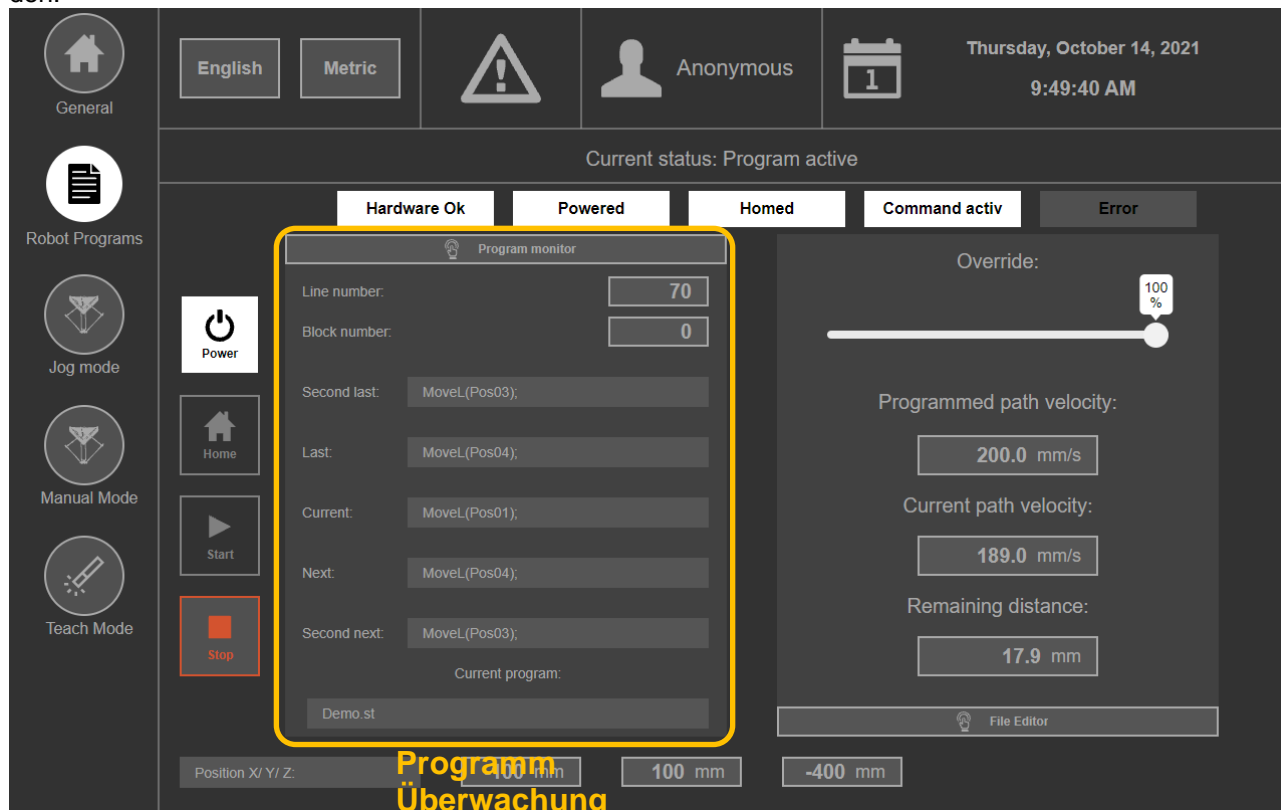 General
English
Metric
Anonymous
1
Thursday, October 14, 2021
9:49:40 AM
Current status: Program active
Robot Programs
Hardware Ok
Powered
Homed
Command activ
Error
Jog mode
Manual Mode
Teach Mode
Power
Home
Start
Stop
Program monitor
Line number:
70
Block number:
0
Second last:
MoveL(Pos03);
Last:
MoveL(Pos04);
Current:
MoveL(Pos01);
Next:
MoveL(Pos04);
Second next:
MoveL(Pos03);
Current program:
Demo.st
Override:
100
%
Programmed path velocity:
200.0 mm/s
Current path velocity:
189.0 mm/s
Remaining distance:
17.9 mm
File Editor
Position X/ Y/ Z:
100 mm
100 mm
-400 mm
Programm
Überwachung